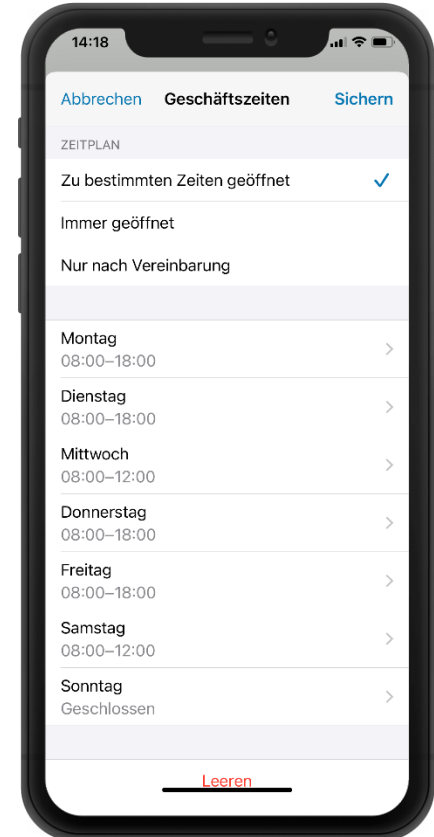 14:18
Abbrechen Geschäftszeiten Sichern
ZEITPLAN
Zu bestimmten Zeiten geöffnet
Immer geöffnet
Nur nach Vereinbarung
Montag
08:00–18:00
Dienstag
08:00–18:00
Mittwoch
08:00–12:00
Donnerstag
08:00–18:00
Freitag
08:00–18:00
Samstag
08:00–12:00
Sonntag
Geschlossen
Leeren